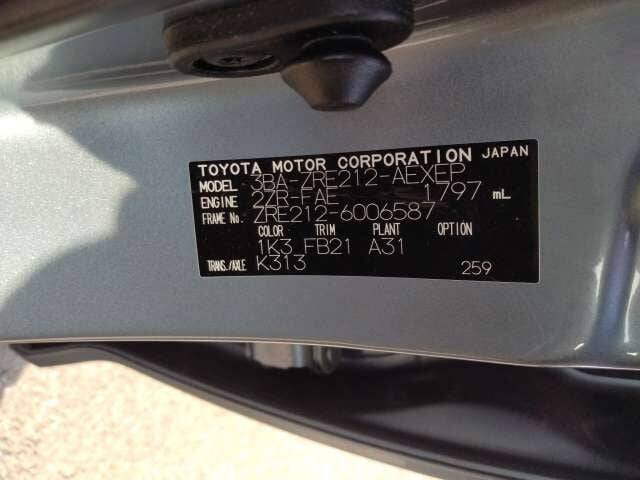 TOYOTA MOTOR CORPORATION JAPAN
MODEL 3BA-ZRE212-AEXEP
ENGINE 2ZR-FAE 1797 mL
FRAME No. ZRE212-6006587
COLOR TRIM PLANT OPTION
1K3 FB21 A31
TRANS./AXLE K313 259